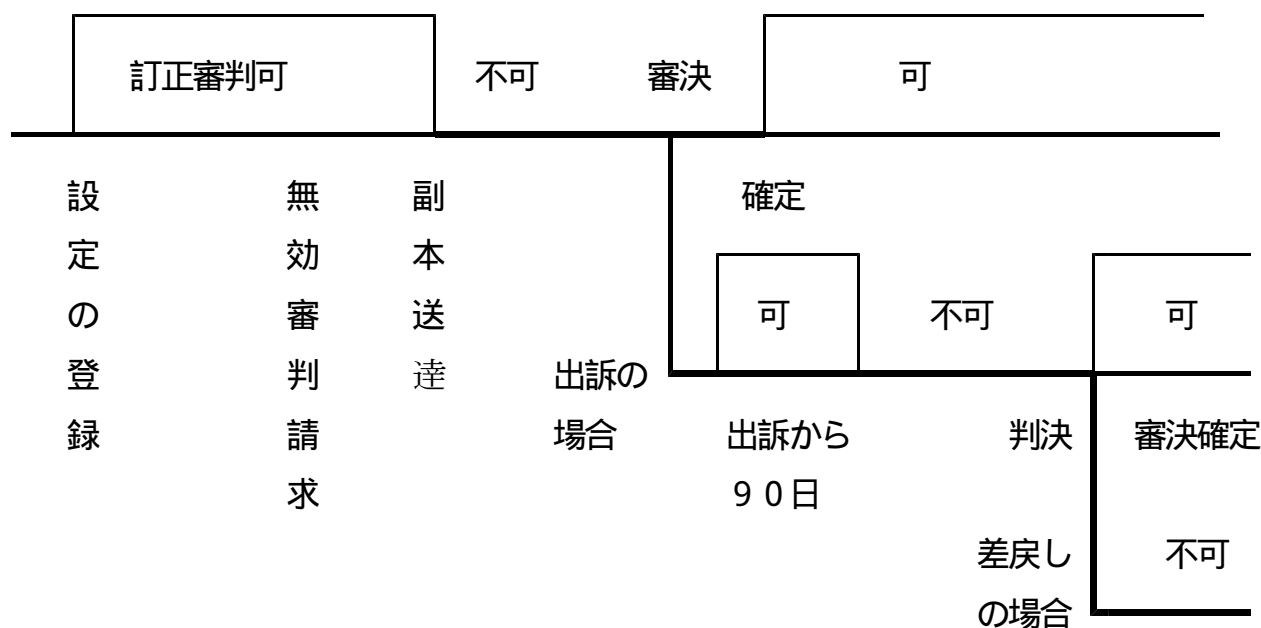 訂正審判可
不可
審決
可
設定の登録
無効審判請求
副本送達
確定
可
不可
可
出訴の
場合
出訴から
９０日
判決
審決確定
差戻し
の場合
不可